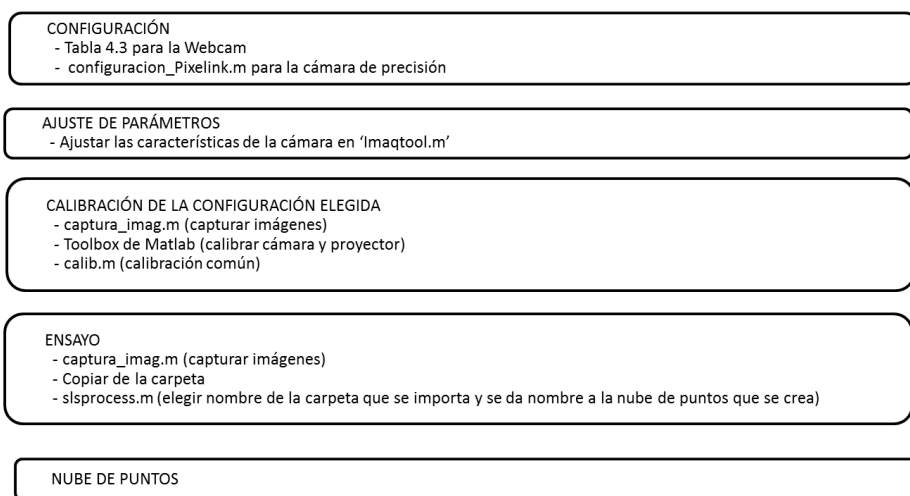 CONFIGURACIÓN
- Tabla 4.3 para la Webcam
- configuracion_Pixelink.m para la cámara de precisión
AJUSTE DE PARÁMETROS
- Ajustar las características de la cámara en ‘Imaqtool.m’
CALIBRACIÓN DE LA CONFIGURACIÓN ELEGIDA
- captura_imag.m (capturar imágenes)
- Toolbox de Matlab (calibrar cámara y proyector)
- calib.m (calibración común)
ENSAYO
- captura_imag.m (capturar imágenes)
- Copiar de la carpeta
- slsprocess.m (elegir nombre de la carpeta que se importa y se da nombre a la nube de puntos que se crea)
NUBE DE PUNTOS